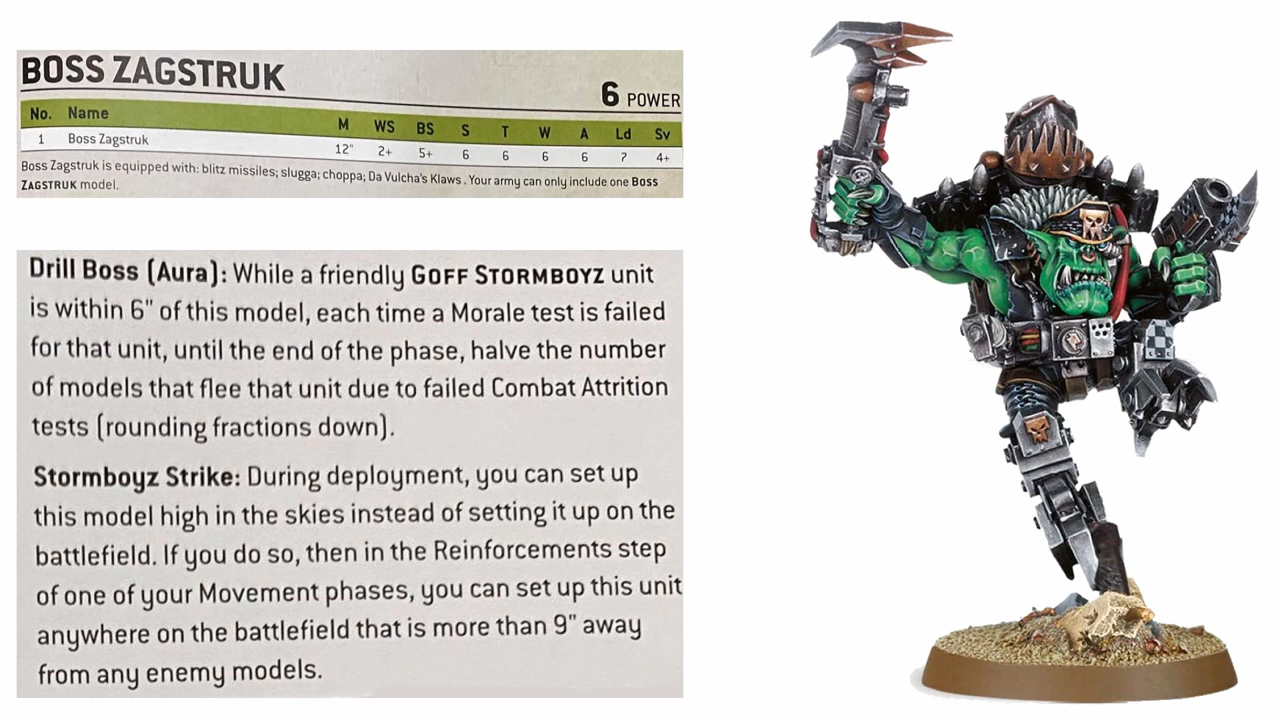 BOSS ZAGSTRUK
6 POWER
No. Name M WS BS S T W A Ld Sv
1 Boss Zagstruk 12" 2+ 5+ 6 6 6 6 7 4+
Boss Zagstruk is equipped with: blitz missiles; slugga; choppa; Da Vulcha's Klaws . Your army can only include one BOSS
ZAGSTRUK model.
Drill Boss (Aura): While a friendly GOFF STORMBOYZ unit
is within 6" of this model, each time a Morale test is failed
for that unit, until the end of the phase, halve the number
of models that flee that unit due to failed Combat Attrition
tests (rounding fractions down).
Stormboyz Strike: During deployment, you can set up
this model high in the skies instead of setting it up on the
battlefield. If you do so, then in the Reinforcements step
of one of your Movement phases, you can set up this unit
anywhere on the battlefield that is more than 9" away
from any enemy models.